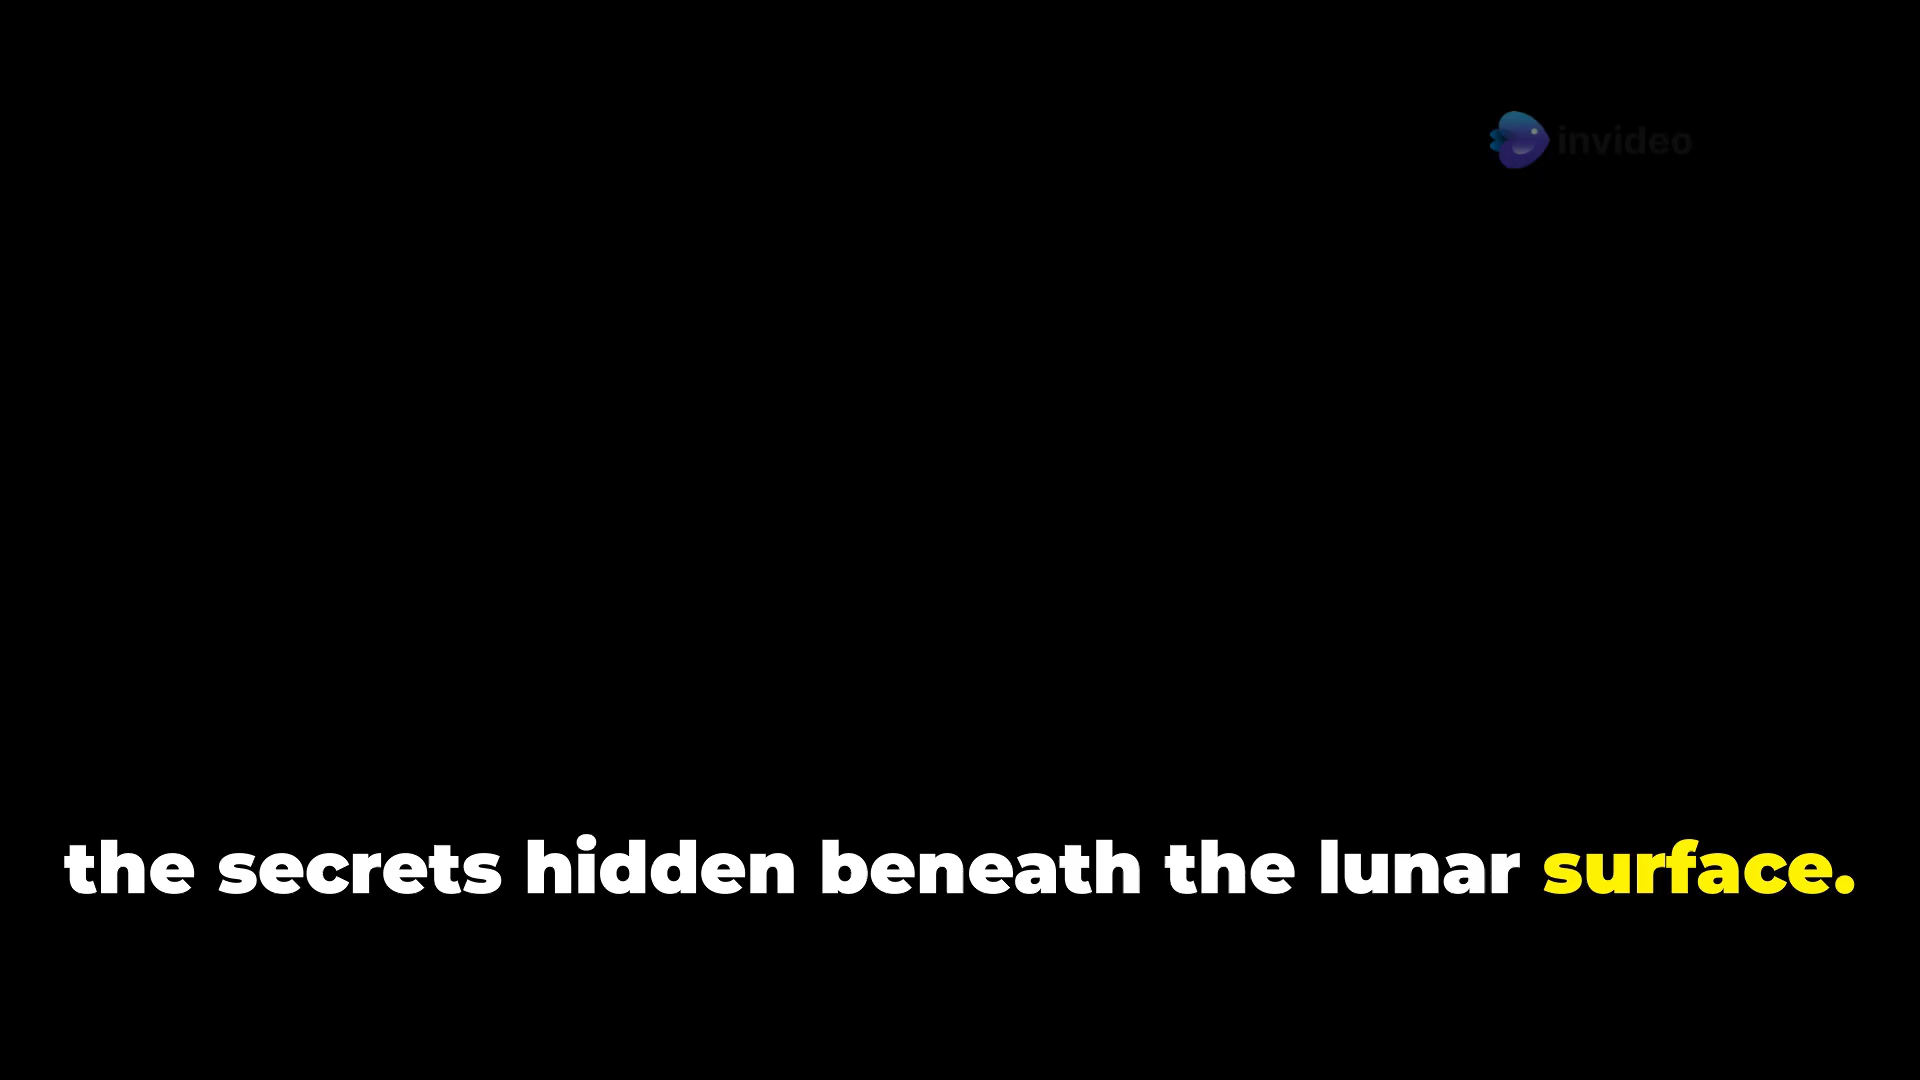 invideo
the secrets hidden beneath the lunar surface.